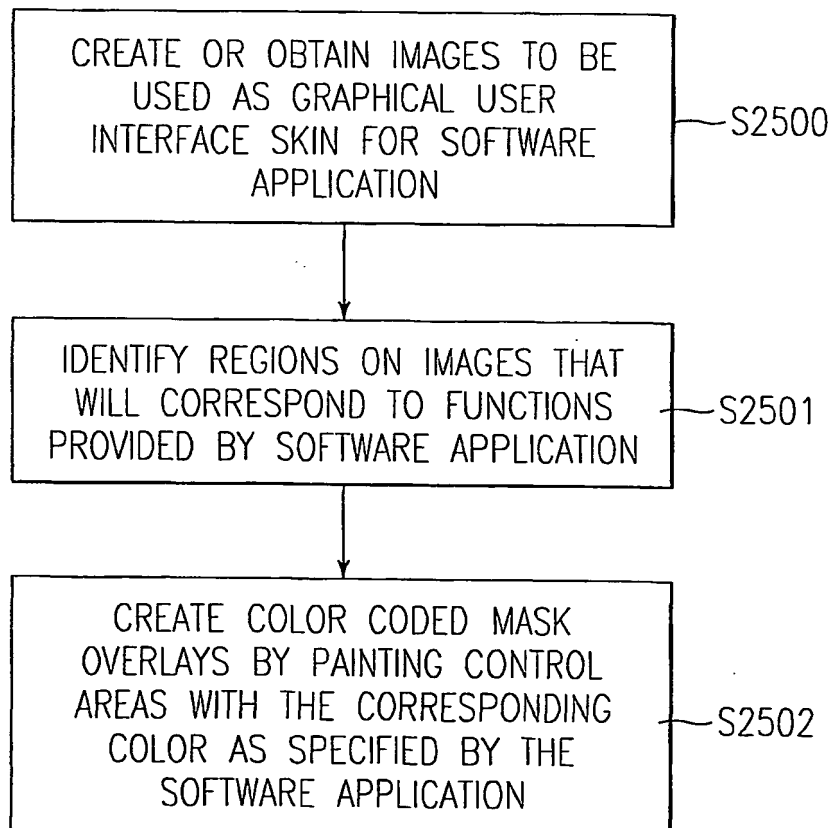 CREATE OR OBTAIN IMAGES TO BE
USED AS GRAPHICAL USER
INTERFACE SKIN FOR SOFTWARE
APPLICATION
S2500
IDENTIFY REGIONS ON IMAGES THAT
WILL CORRESPOND TO FUNCTIONS
PROVIDED BY SOFTWARE APPLICATION
S2501
CREATE COLOR CODED MASK
OVERLAYS BY PAINTING CONTROL
AREAS WITH THE CORRESPONDING
COLOR AS SPECIFIED BY THE
SOFTWARE APPLICATION
S2502